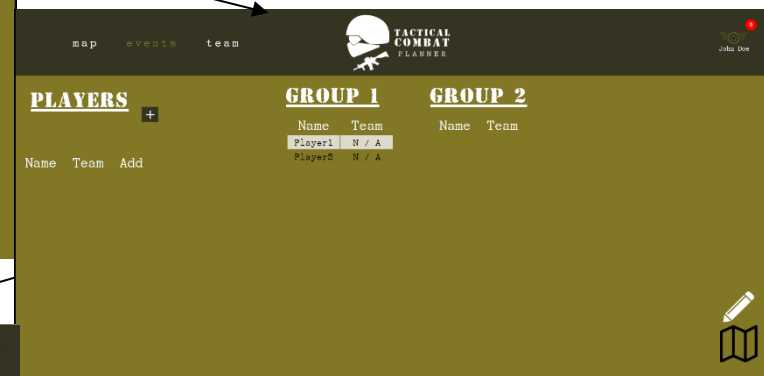 map events team
TACTICAL
COMBAT
PLANNER
John Doe
PLAYERS
+
Name Team Add
GROUP 1
Name Team
Player1 N / A
Player5 N / A
GROUP 2
Name Team